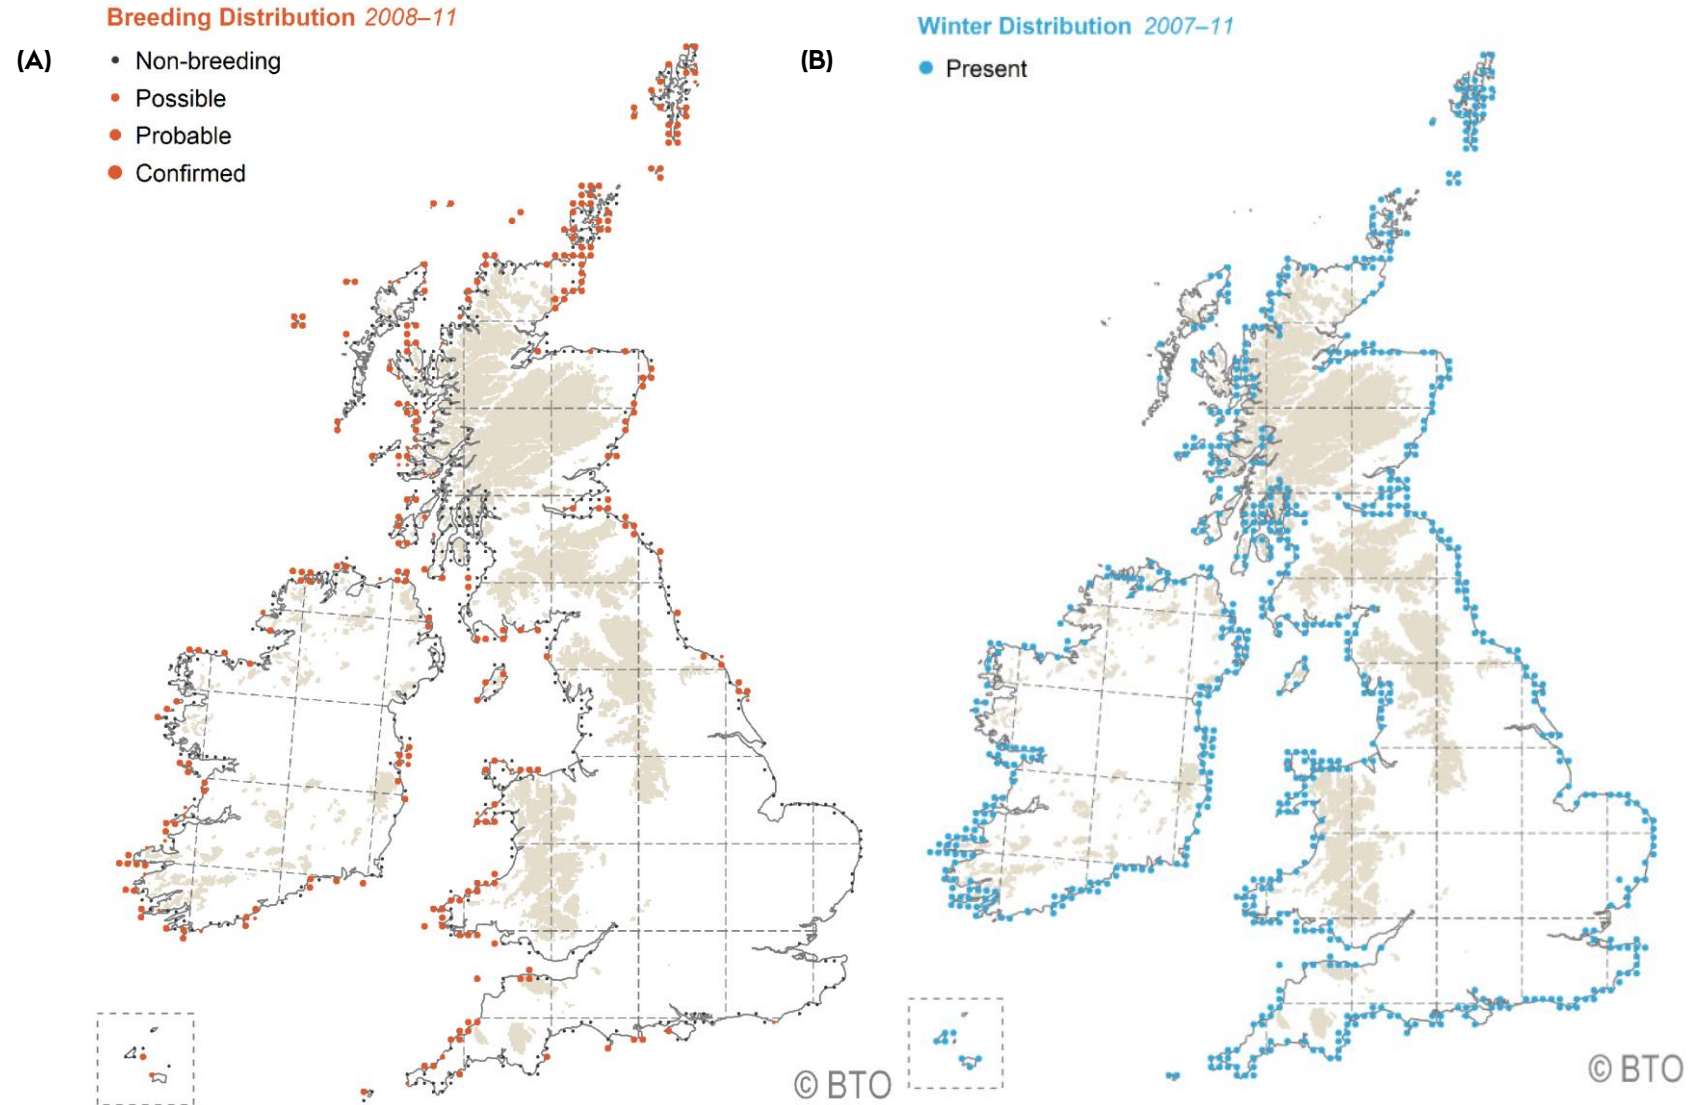 (A)
Breeding Distribution 2008–11
Non-breeding
Possible
Probable
Confirmed
© BTO
(B)
Winter Distribution 2007–11
Present
© BTO